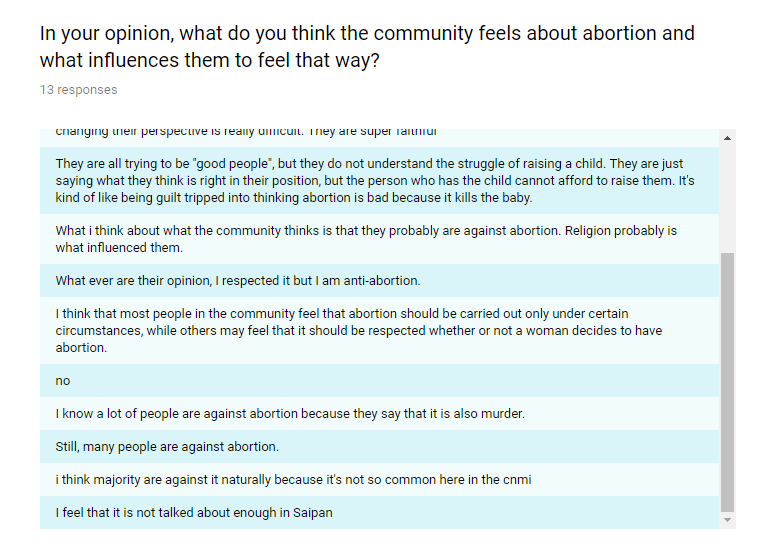 In your opinion, what do you think the community feels about abortion and
what influences them to feel that way?
13 responses
changing their perspective is really difficult. They are super faithful
They are all trying to be "good people", but they do not understand the struggle of raising a child. They are just
saying what they think is right in their position, but the person who has the child cannot afford to raise them. It's
kind of like being guilt tripped into thinking abortion is bad because it kills the baby.
What i think about what the community thinks is that they probably are against abortion. Religion probably is
what influenced them.
What ever are their opinion, I respected it but I am anti-abortion.
I think that most people in the community feel that abortion should be carried out only under certain
circumstances, while others may feel that it should be respected whether or not a woman decides to have
abortion.
no
I know a lot of people are against abortion because they say that it is also murder.
Still, many people are against abortion.
i think majority are against it naturally because it's not so common here in the cnmi
I feel that it is not talked about enough in Saipan